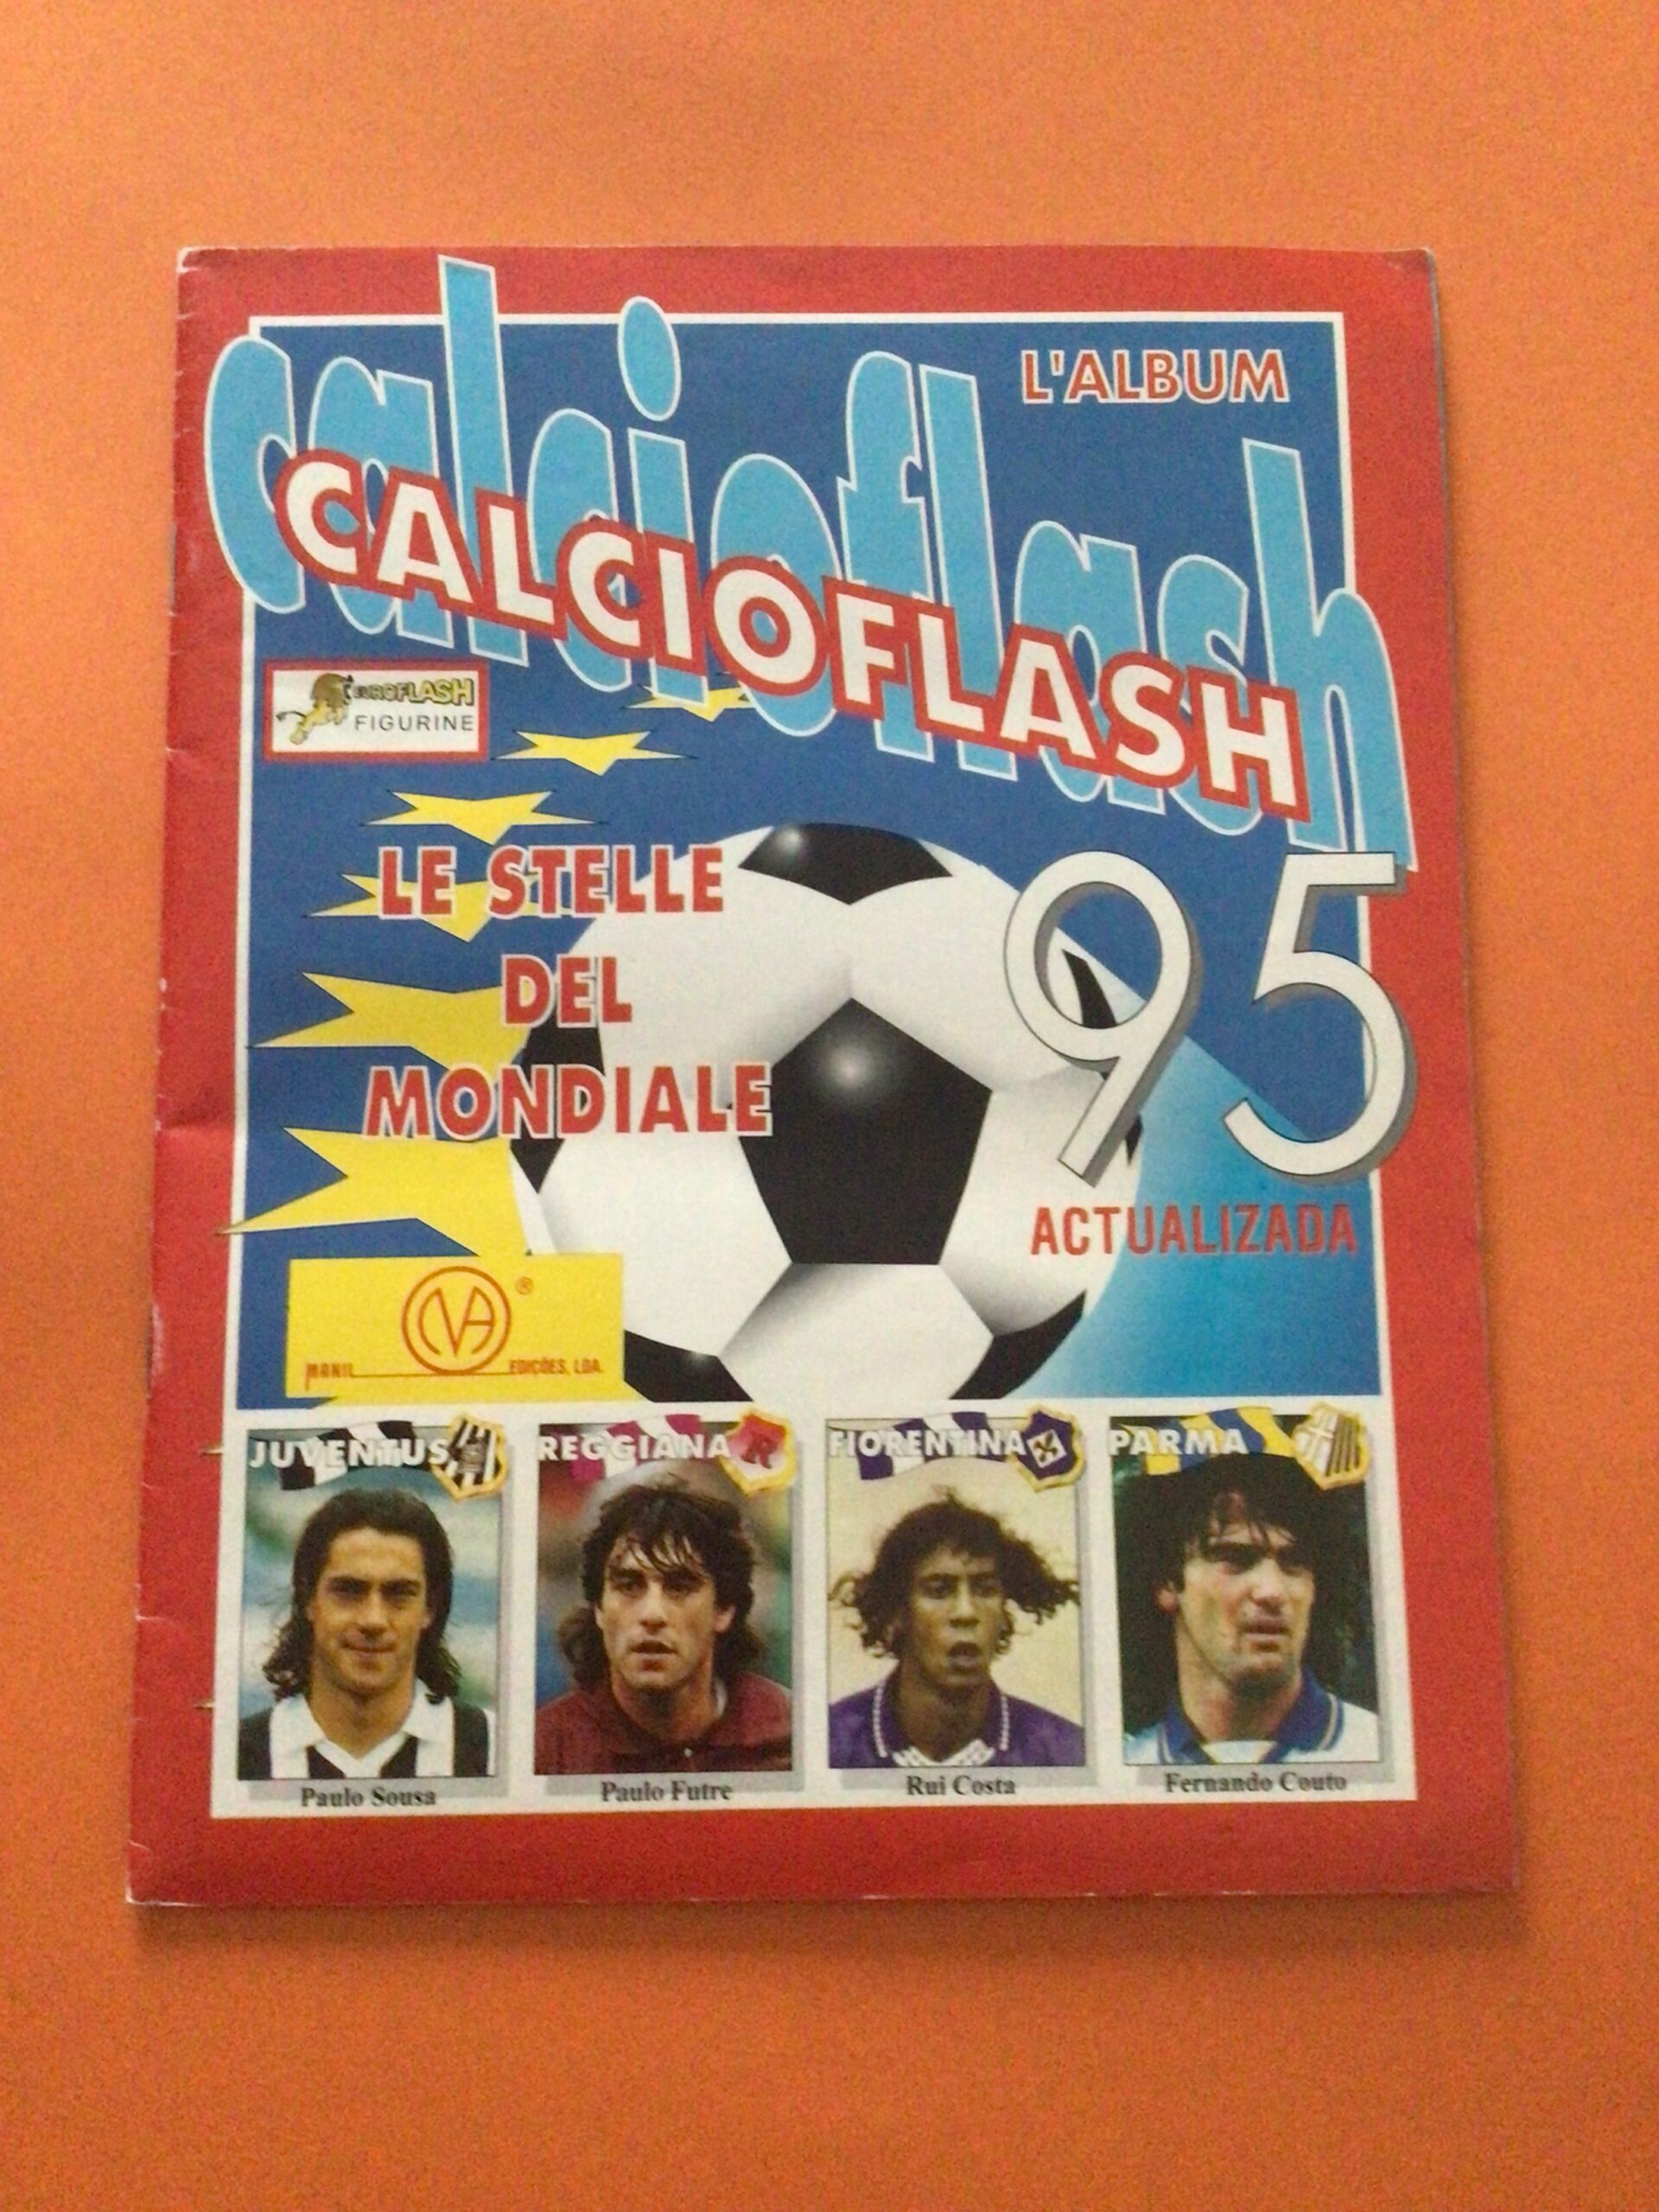 L'ALBUM
calcioflash
CALCIOFLASH
EUROFLASH
FIGURINE
LE STELLE
DEL
MONDIALE
95
ACTUALIZADA
®
MANIL EDIÇÕES, LDA.
JUVENTUS
REGGIANA
R
FIORENTINA
PARMA
Paulo Sousa
Paulo Futre
Rui Costa
Fernando Couto